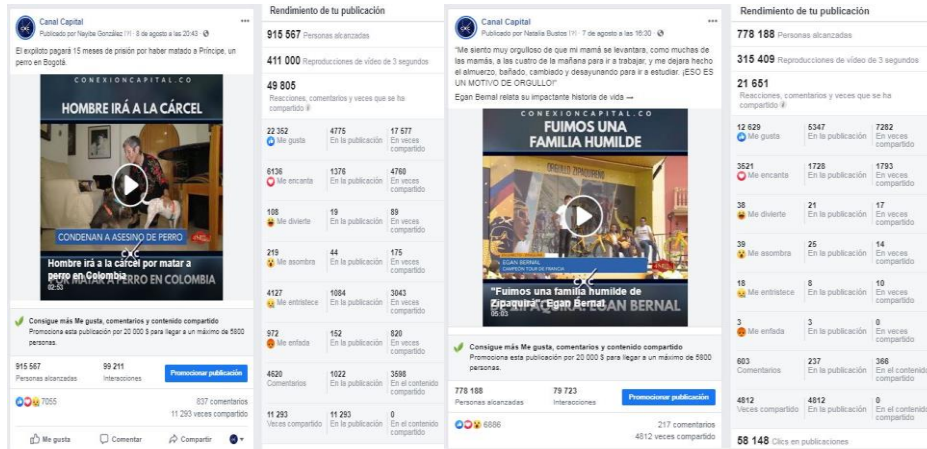 Canal Capital
Publicado por Nayibe González [?] · 8 de agosto a las 20:43 ·
El expiloto pagará 15 meses de prisión por haber matado a Príncipe, un
perro en Bogotá.
CONEXIONCAPITAL.CO
HOMBRE IRÁ A LA CÁRCEL
CONDENAN A ASESINO DE PERRO
Hombre irá a la cárcel por matar a
perro en Colombia
POR MATAR A PERRO EN COLOMBIA
02:53
Consigue más Me gusta, comentarios y contenido compartido
Promociona esta publicación por 20 000 $ para llegar a un máximo de 5800
personas.
915 567
Personas alcanzadas
99 211
Interacciones
Promocionar publicación
7055
837 comentarios
11 293 veces compartido
Me gusta
Comentar
Compartir
Rendimiento de tu publicación
915 567 Personas alcanzadas
411 000 Reproducciones de vídeo de 3 segundos
49 805
Reacciones, comentarios y veces que se ha
compartido
22 352
Me gusta
4775
En la publicación
17 577
En veces
compartido
6136
Me encanta
1376
En la publicación
4760
En veces
compartido
108
Me divierte
19
En la publicación
89
En veces
compartido
219
Me asombra
44
En la publicación
175
En veces
compartido
4127
Me entristece
1084
En la publicación
3043
En veces
compartido
972
Me enfada
152
En la publicación
820
En veces
compartido
4620
Comentarios
1022
En la publicación
3598
En el contenido
compartido
11 293
Veces compartido
11 293
En la publicación
0
En el contenido
compartido
Canal Capital
Publicado por Natalia Bustos [?] · 7 de agosto a las 16:30 ·
"Me siento muy orgulloso de que mi mamá se levantara, como muchas de
las mamás, a las cuatro de la mañana para ir a trabajar, y me dejara hecho
el almuerzo, bañado, cambiado y desayunando para ir a estudiar. ¡ESO ES
UN MOTIVO DE ORGULLO!"
Egan Bernal relata su impactante historia de vida →
CONEXIONCAPITAL.CO
FUIMOS UNA
FAMILIA HUMILDE
ORGULLO ZIPAQUIREÑO
EGAN BERNAL
CAMPEÓN TOUR DE FRANCIA
"Fuimos una familia humilde de
Zipaquirá": Egan Bernal
ZIPAQUIRÁ: EGAN BERNAL
05:03
Consigue más Me gusta, comentarios y contenido compartido
Promociona esta publicación por 20 000 $ para llegar a un máximo de 5800
personas.
778 188
Personas alcanzadas
79 723
Interacciones
Promocionar publicación
6886
217 comentarios
4812 veces compartido
Rendimiento de tu publicación
778 188 Personas alcanzadas
315 409 Reproducciones de vídeo de 3 segundos
21 651
Reacciones, comentarios y veces que se ha
compartido
12 629
Me gusta
5347
En la publicación
7282
En veces
compartido
3521
Me encanta
1728
En la publicación
1793
En veces
compartido
38
Me divierte
21
En la publicación
17
En veces
compartido
39
Me asombra
25
En la publicación
14
En veces
compartido
18
Me entristece
8
En la publicación
10
En veces
compartido
3
Me enfada
3
En la publicación
0
En veces
compartido
603
Comentarios
237
En la publicación
366
En el contenido
compartido
4812
Veces compartido
4812
En la publicación
0
En el contenido
compartido
58 148 Clics en publicaciones